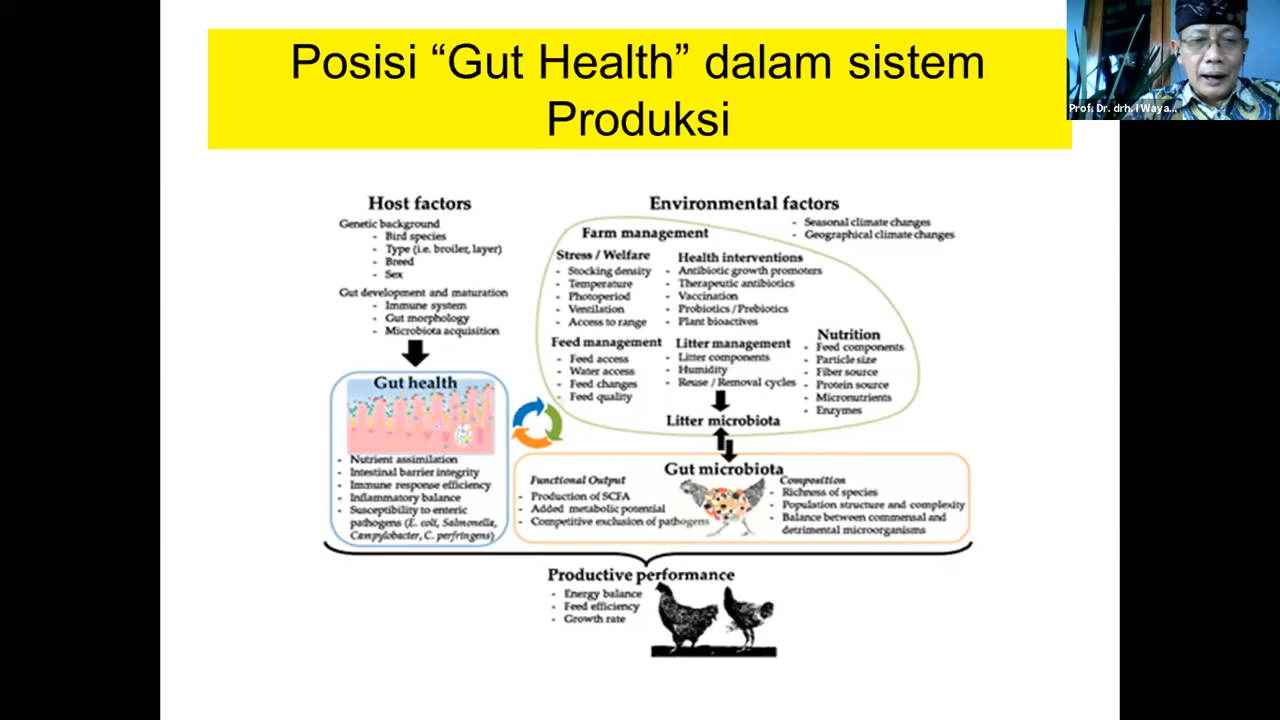 Posisi “Gut Health” dalam sistem
Produksi
Prof. Dr. drh. I Waya...
Host factors
Genetic background
- Bird species
- Type (i.e. broiler, layer)
- Breed
- Sex
Gut development and maturation
- Immune system
- Gut morphology
- Microbiota acquisition
Environmental factors
- Seasonal climate changes
- Geographical climate changes
Farm management
Stress / Welfare
- Stocking density
- Temperature
- Photoperiod
- Ventilation
- Access to range
Health interventions
- Antibiotic growth promoters
- Therapeutic antibiotics
- Vaccination
- Probiotics / Prebiotics
- Plant bioactives
Feed management
- Feed access
- Water access
- Feed changes
- Feed quality
Litter management
- Litter components
- Humidity
- Reuse / Removal cycles
Nutrition
- Feed components
- Particle size
- Fiber source
- Protein source
- Micronutrients
- Enzymes
Litter microbiota
Gut health
- Nutrient assimilation
- Intestinal barrier integrity
- Immune response efficiency
- Inflammatory balance
- Susceptibility to enteric
pathogens (E. coli, Salmonella,
Campylobacter, C. perfringens)
Gut microbiota
Functional Output
- Production of SCFA
- Added metabolic potential
- Competitive exclusion of pathogens
Composition
- Richness of species
- Population structure and complexity
- Balance between commensal and
detrimental microorganisms
Productive performance
- Energy balance
- Feed efficiency
- Growth rate